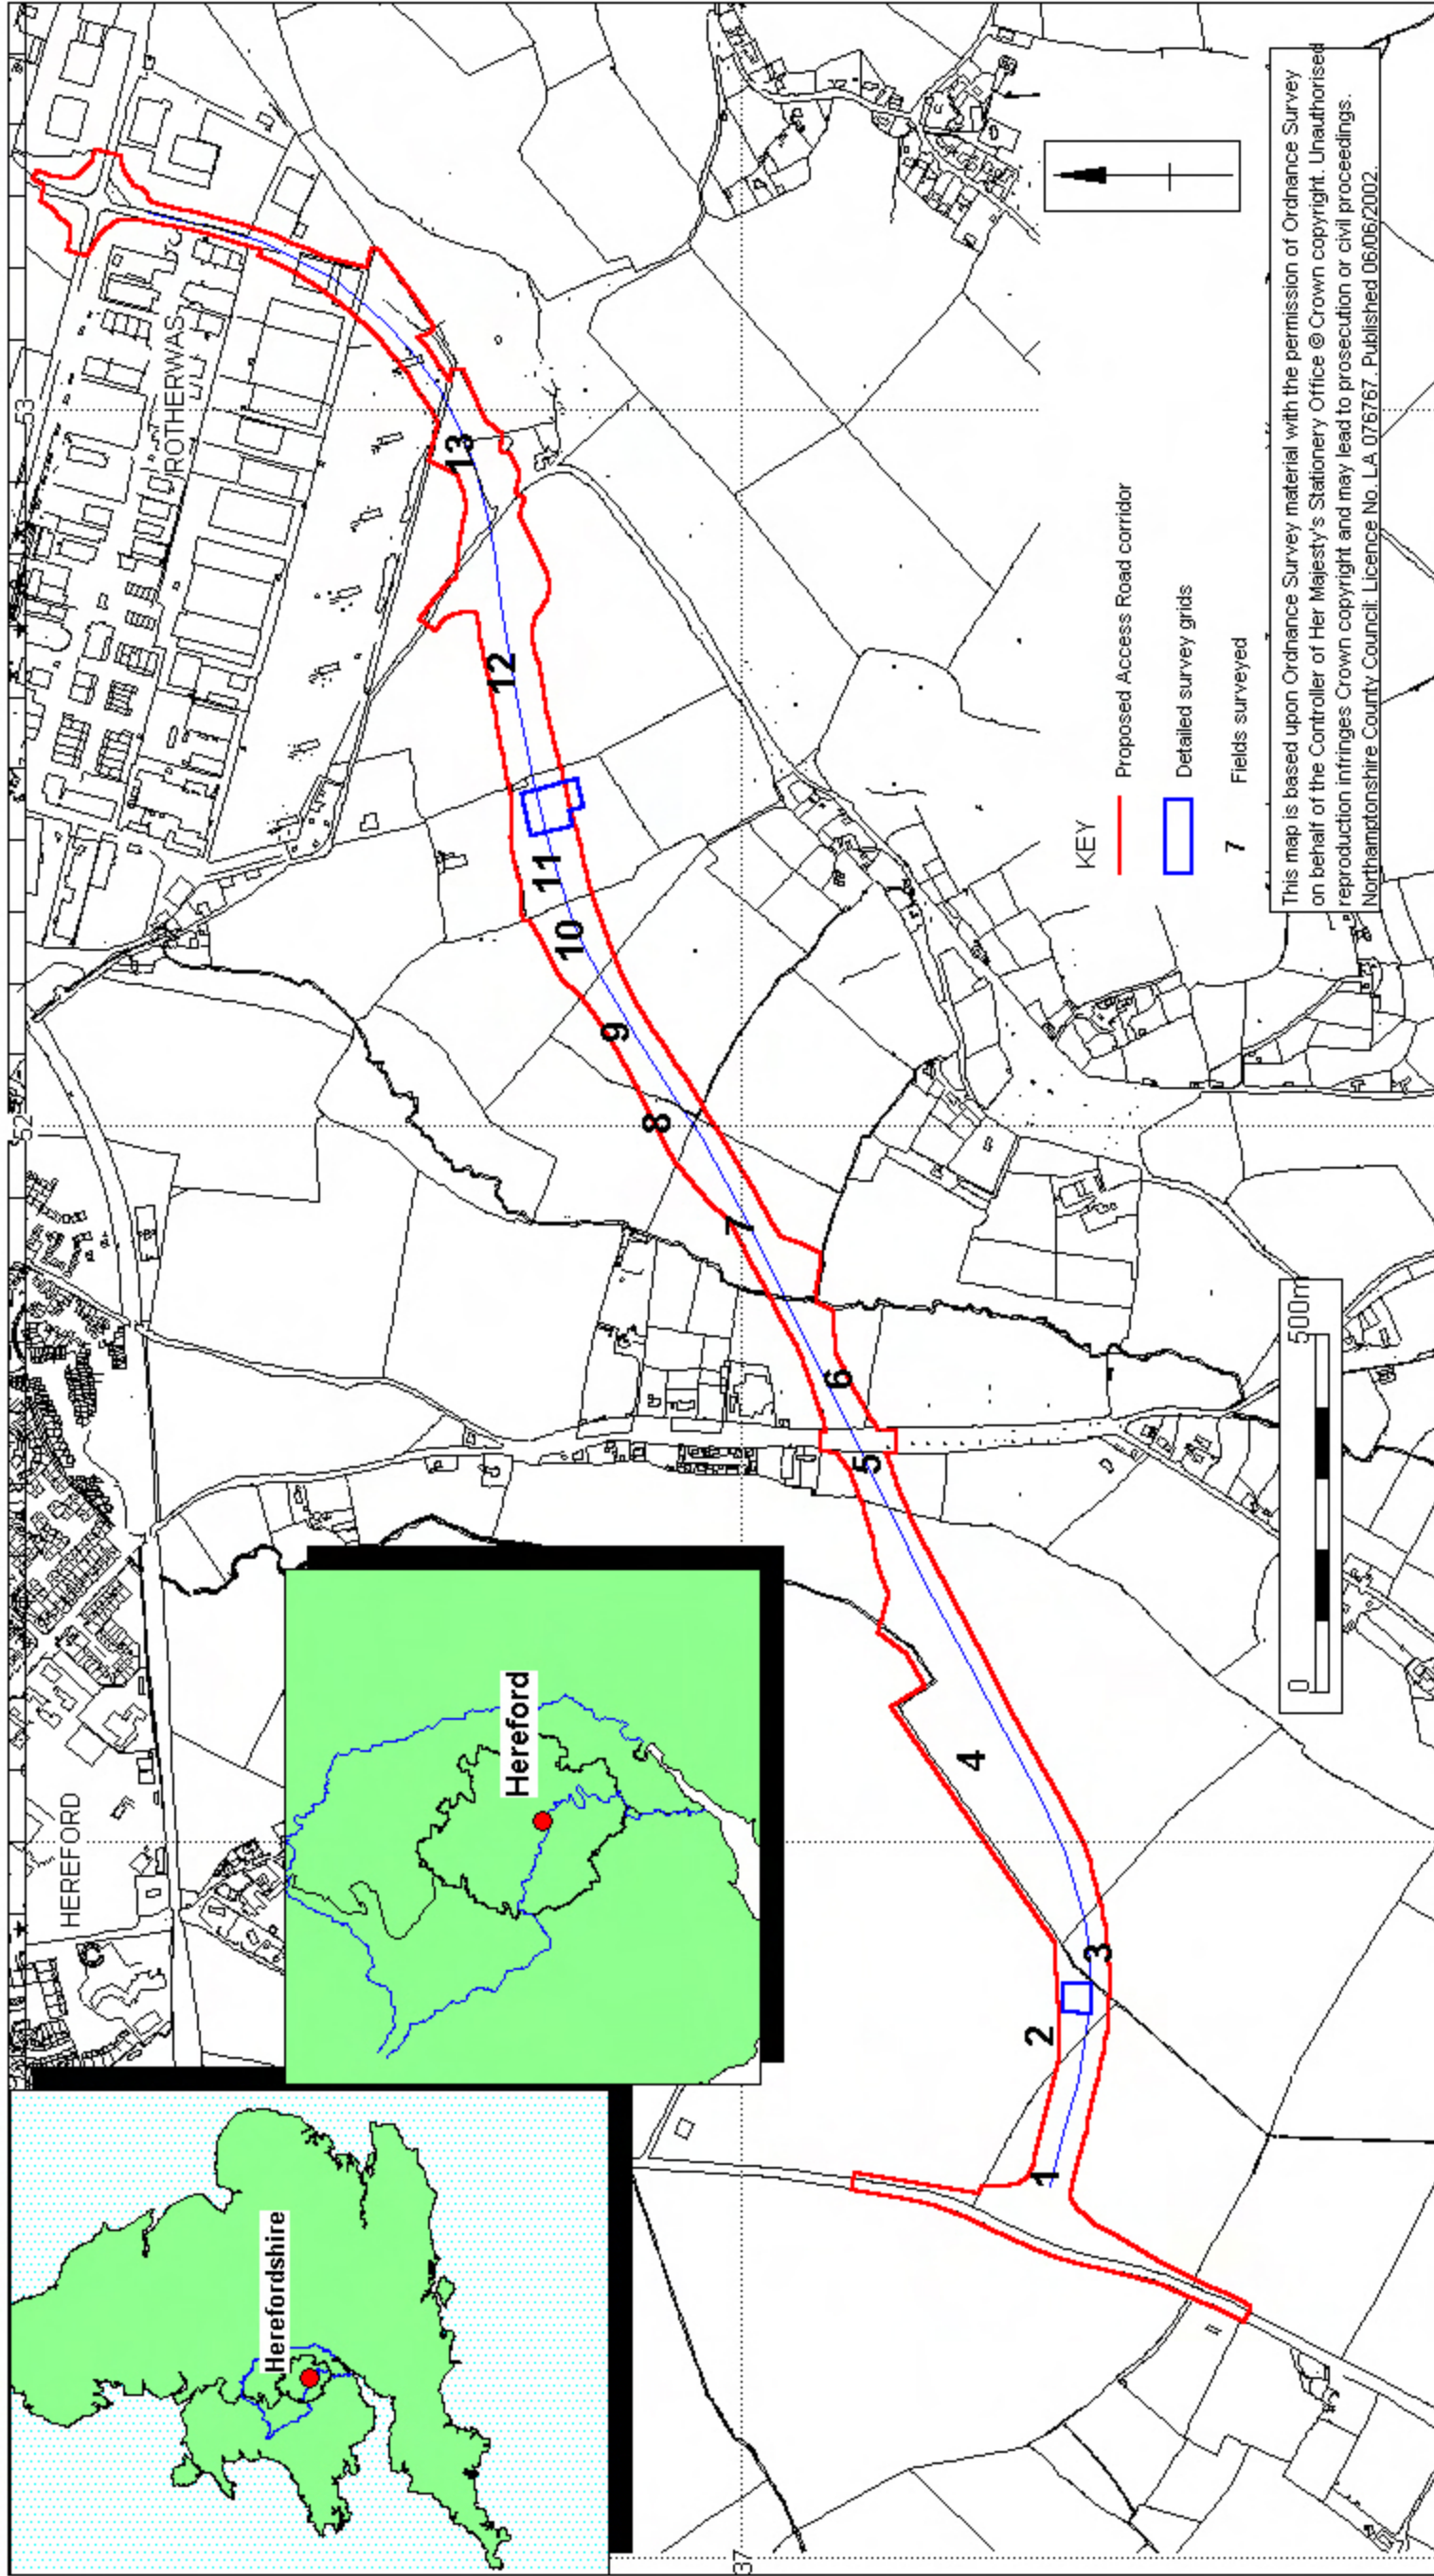 Herefordshire
HEREFORD
Hereford
ROTHERWAS
52
53
37
1
2
3
4
5
6
7
8
9
10
11
12
13
0
500m
KEY
Proposed Access Road corridor
Detailed survey grids
7
Fields surveyed
This map is based upon Ordnance Survey material with the permission of Ordnance Survey
on behalf of the Controller of Her Majesty's Stationery Office © Crown copyright. Unauthorised
reproduction infringes Crown copyright and may lead to prosecution or civil proceedings.
Northamptonshire County Council: Licence No. LA 076767. Published 06/06/2002.